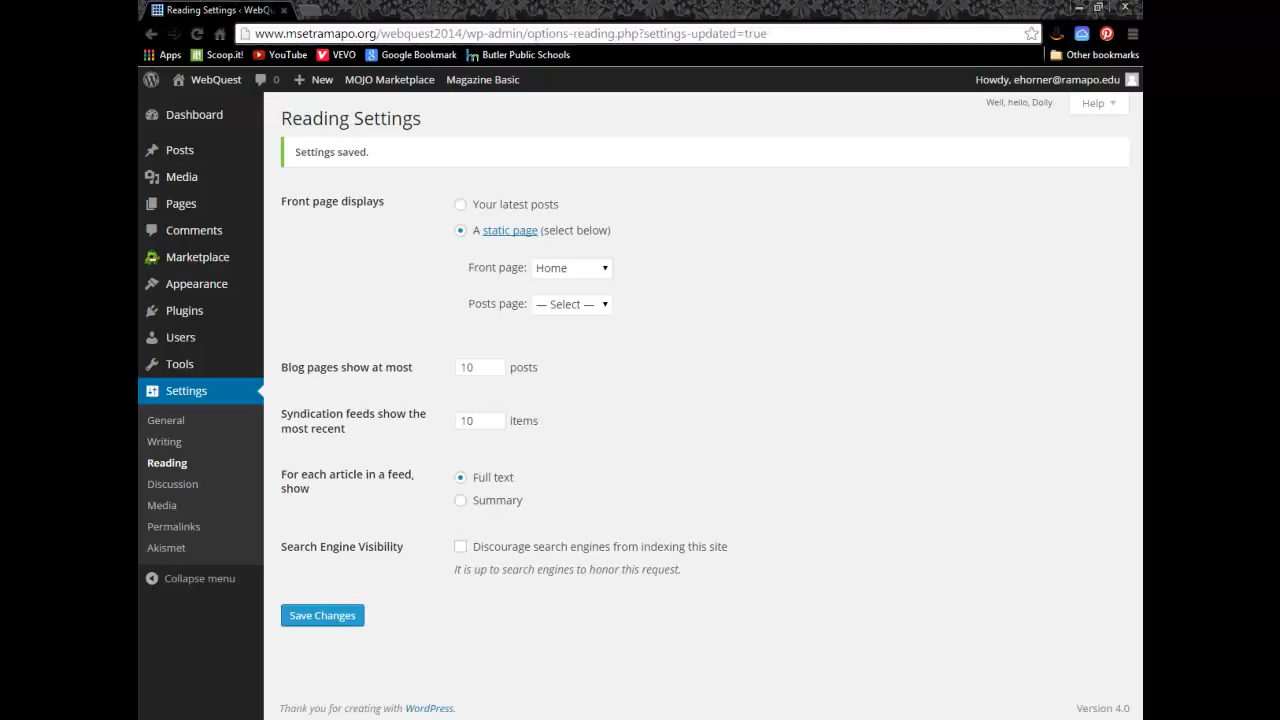 Reading Settings ‹ WebQu
www.msetramapo.org/webquest2014/wp-admin/options-reading.php?settings-updated=true
Apps Scoop.it! YouTube VEVO Google Bookmark Butler Public Schools Other bookmarks
WebQuest 0 New MOJO Marketplace Magazine Basic Howdy, ehorner@ramapo.edu
Well, hello, Dolly Help
Dashboard
Posts
Media
Pages
Comments
Marketplace
Appearance
Plugins
Users
Tools
Settings
General
Writing
Reading
Discussion
Media
Permalinks
Akismet
Collapse menu
Reading Settings
Settings saved.
Front page displays
Your latest posts
A static page (select below)
Front page: Home
Posts page: — Select —
Blog pages show at most 10 posts
Syndication feeds show the
most recent
10 items
For each article in a feed,
show
Full text
Summary
Search Engine Visibility
Discourage search engines from indexing this site
It is up to search engines to honor this request.
Save Changes
Thank you for creating with WordPress. Version 4.0